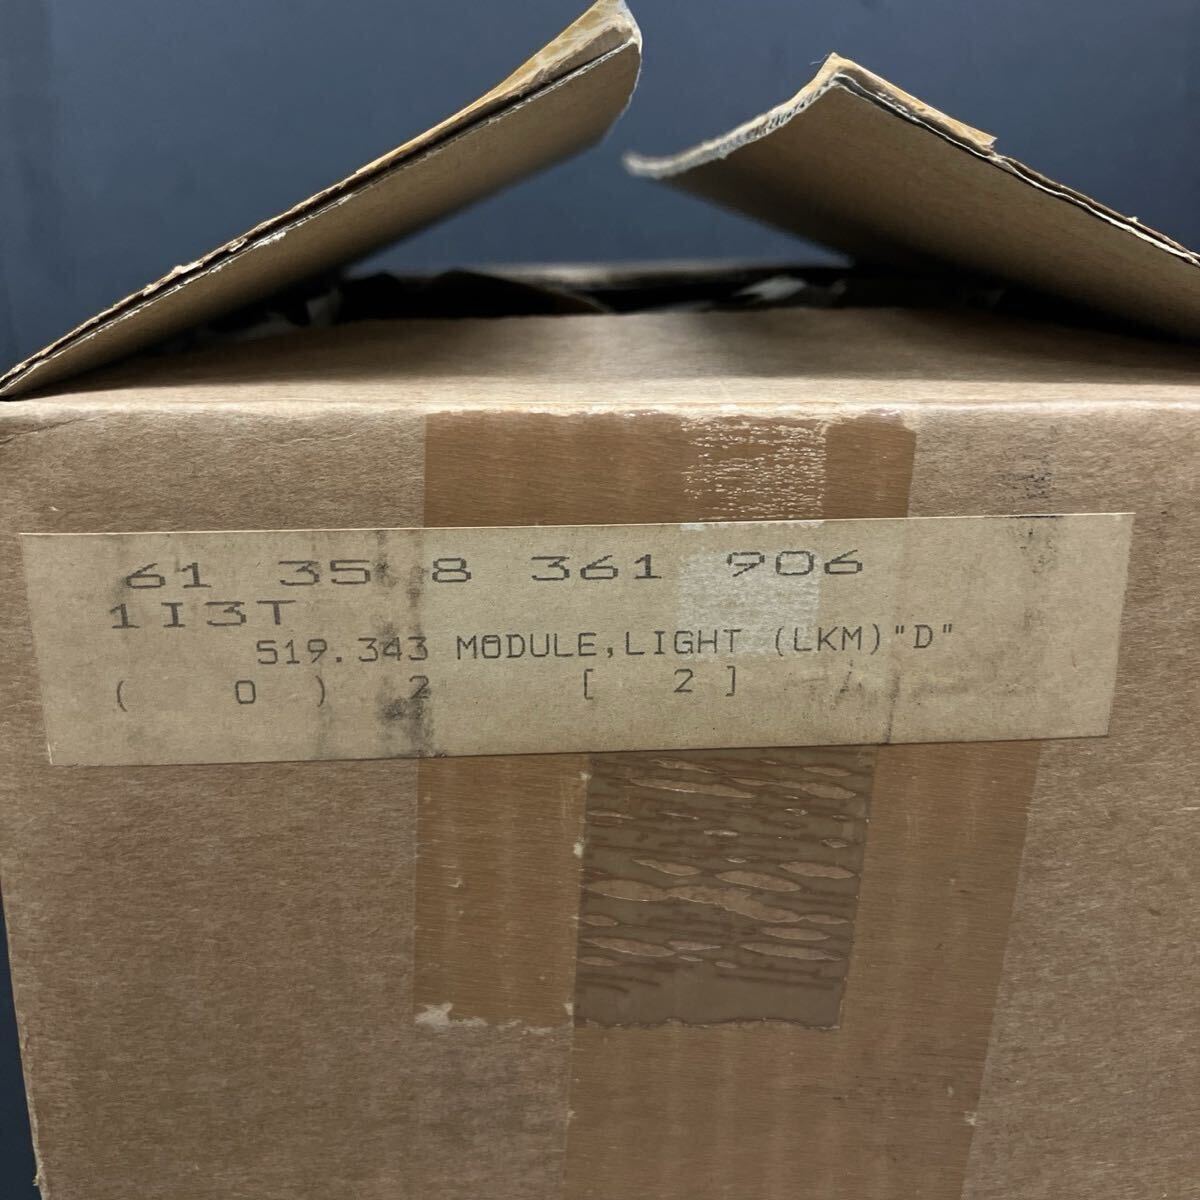 61 35 8 361 906
1I3T
519.343 MODULE,LIGHT (LKM)"D"
( 0 ) 2 [ 2 ]